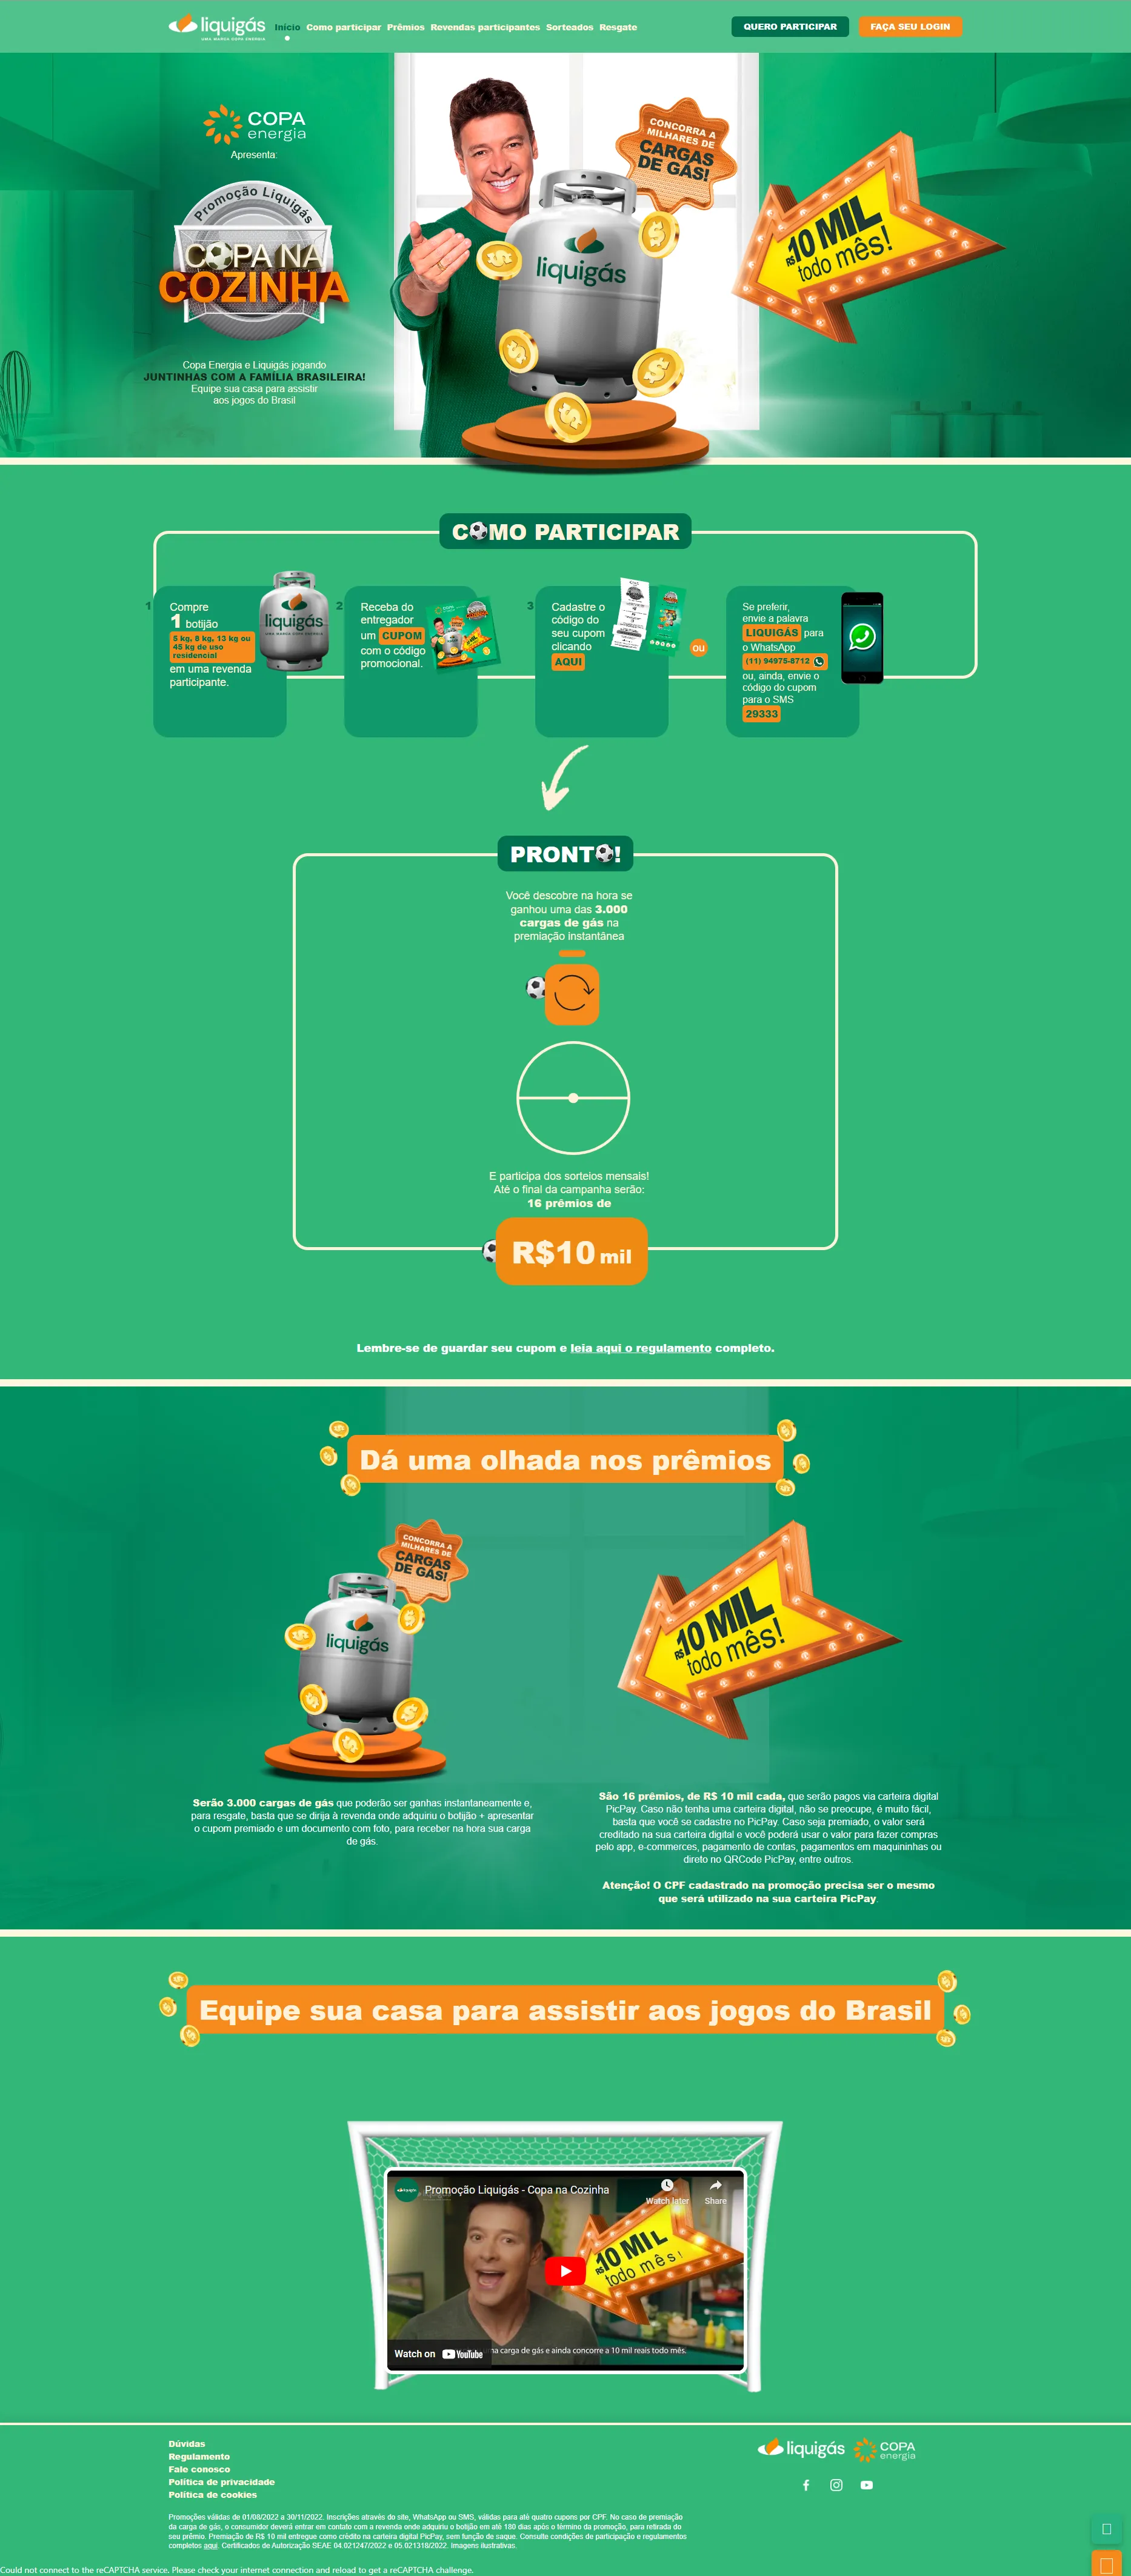 liquigás
UMA MARCA COPA ENERGIA
Início Como participar Prêmios Revendas participantes Sorteados Resgate
QUERO PARTICIPAR
FAÇA SEU LOGIN
COPA
energia
Apresenta:
Promoção Liquigás
COPA NA
COZINHA
Copa Energia e Liquigás jogando
JUNTINHAS COM A FAMÍLIA BRASILEIRA!
Equipe sua casa para assistir
aos jogos do Brasil
CONCORRA A
MILHARES DE
CARGAS
DE GÁS!
liquigás
R$10 MIL
todo mês!
COMO PARTICIPAR
1
Compre
1 botijão
5 kg, 8 kg, 13 kg ou
45 kg de uso
residencial
em uma revenda
participante.
liquigás
2
Receba do
entregador
um CUPOM
com o código
promocional.
3
Cadastre o
código do
seu cupom
clicando
AQUI
OU
Se preferir,
envie a palavra
LIQUIGÁS para
o WhatsApp
(11) 94975-8712
ou, ainda, envie o
código do cupom
para o SMS
29333
PRONTO!
Você descobre na hora se
ganhou uma das 3.000
cargas de gás na
premiação instantânea
E participa dos sorteios mensais!
Até o final da campanha serão:
16 prêmios de
R$10 mil
Lembre-se de guardar seu cupom e leia aqui o regulamento completo.
Dá uma olhada nos prêmios
CONCORRA A
MILHARES DE
CARGAS
DE GÁS!
liquigás
R$10 MIL
todo mês!
Serão 3.000 cargas de gás que poderão ser ganhas instantaneamente e,
para resgate, basta que se dirija à revenda onde adquiriu o botijão + apresentar
o cupom premiado e um documento com foto, para receber na hora sua carga
de gás.
São 16 prêmios, de R$ 10 mil cada, que serão pagos via carteira digital
PicPay. Caso não tenha uma carteira digital, não se preocupe, é muito fácil,
basta que você se cadastre no PicPay. Caso seja premiado, o valor será
creditado na sua carteira digital e você poderá usar o valor para fazer compras
pelo app, e-commerces, pagamento de contas, pagamentos em maquininhas ou
direto no QRCode PicPay, entre outros.
Atenção! O CPF cadastrado na promoção precisa ser o mesmo
que será utilizado na sua carteira PicPay.
Equipe sua casa para assistir aos jogos do Brasil
Promoção Liquigás - Copa na Cozinha
Watch later
Share
R$10 MIL
todo mês!
Watch on YouTube
na carga de gás e ainda concorre a 10 mil reais todo mês.
Dúvidas
Regulamento
Fale conosco
Política de privacidade
Política de cookies
liquigás
COPA
energia
Promoções válidas de 01/08/2022 a 30/11/2022. Inscrições através do site, WhatsApp ou SMS, válidas para até quatro cupons por CPF. No caso de premiação
da carga de gás, o consumidor deverá entrar em contato com a revenda onde adquiriu o botijão em até 180 dias após o término da promoção, para retirada do
seu prêmio. Premiação de R$ 10 mil entregue como crédito na carteira digital PicPay, sem função de saque. Consulte condições de participação e regulamentos
completos aqui. Certificados de Autorização SEAE 04.021247/2022 e 05.021318/2022. Imagens ilustrativas.
Could not connect to the reCAPTCHA service. Please check your internet connection and reload to get a reCAPTCHA challenge.